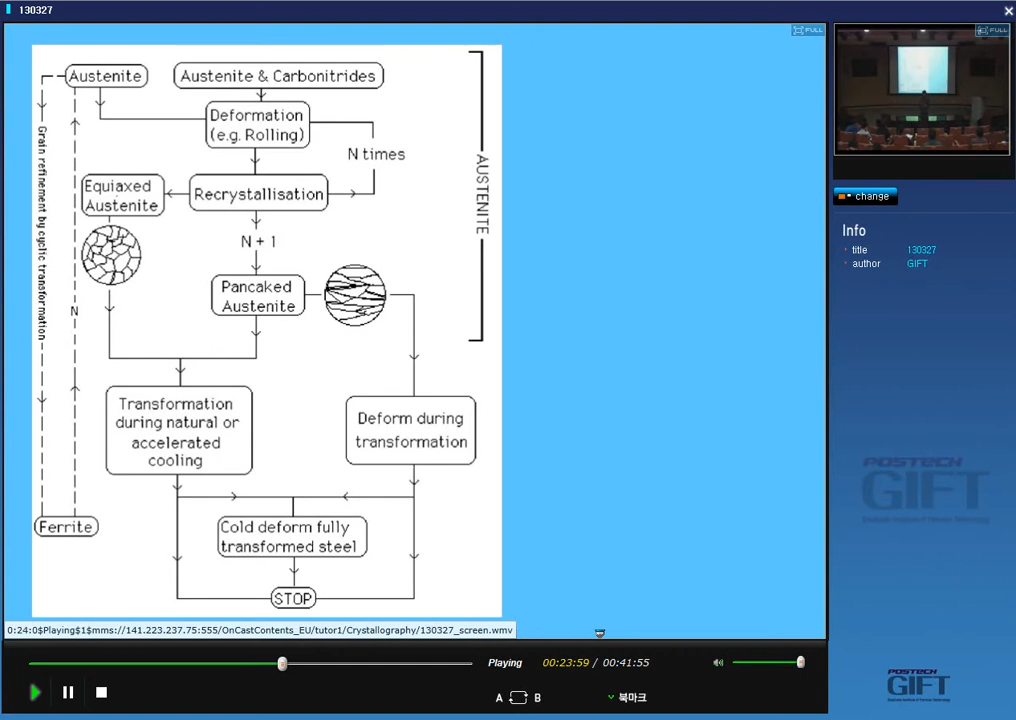 130327
FULL
FULL
Austenite
Austenite & Carbonitrides
Deformation
(e.g. Rolling)
N times
Equiaxed
Austenite
Recrystallisation
N + 1
Pancaked
Austenite
AUSTENITE
Grain refinement by cyclic transformation
N
Transformation
during natural or
accelerated
cooling
Deform during
transformation
Ferrite
Cold deform fully
transformed steel
STOP
change
Info
title 130327
author GIFT
POSTECH
GIFT
0:24:0$Playing$1$mms://141.223.237.75:555/OnCastContents_EU/tutor1/Crystallography/130327_screen.wmv
Playing 00:23:59 / 00:41:55
A B 북마크
POSTECH
GIFT